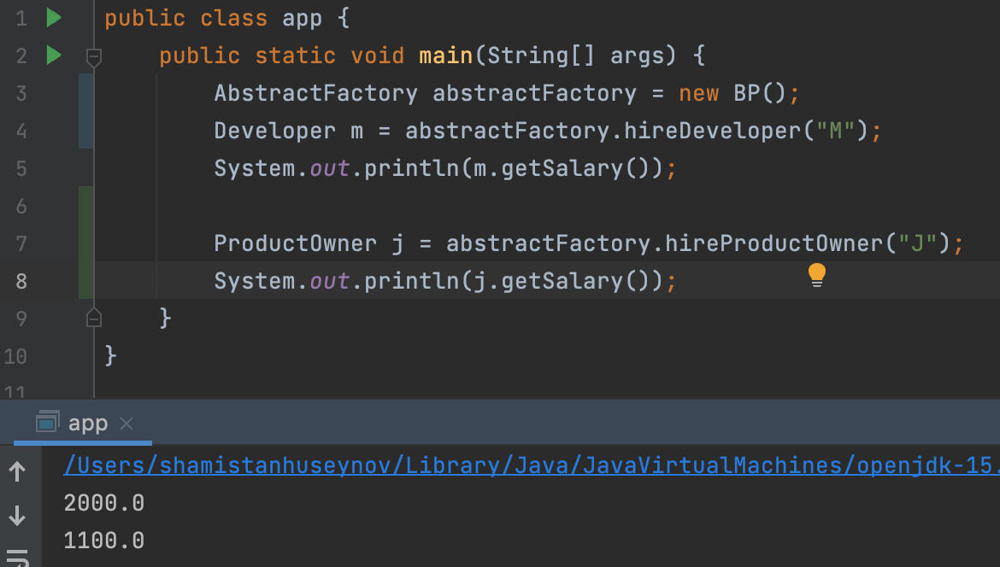 1 public class app {
2 public static void main(String[] args) {
3 AbstractFactory abstractFactory = new BP();
4 Developer m = abstractFactory.hireDeveloper("M");
5 System.out.println(m.getSalary());
6
7 ProductOwner j = abstractFactory.hireProductOwner("J");
8 System.out.println(j.getSalary());
9 }
10 }
11
app
/Users/shamistanhuseynov/Library/Java/JavaVirtualMachines/openjdk-15.
2000.0
1100.0